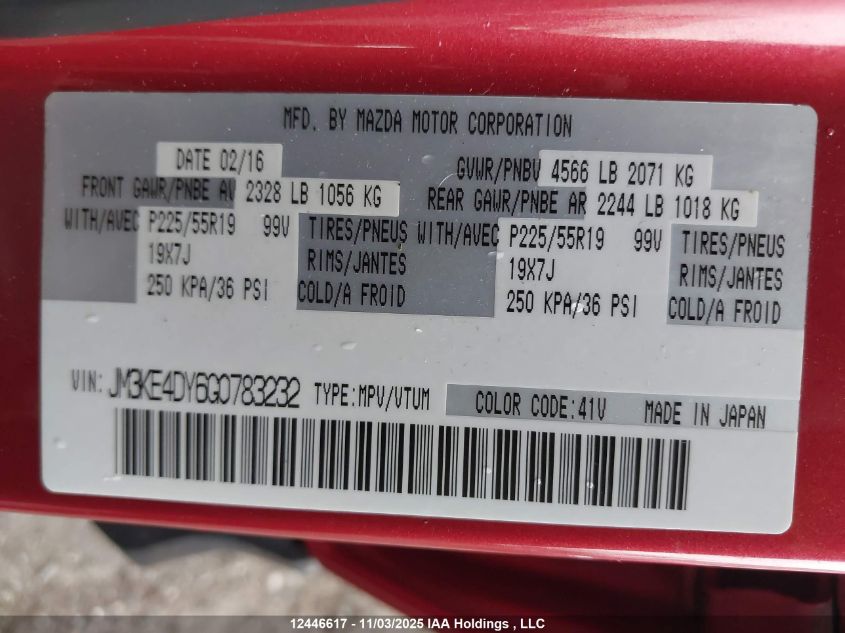 MFD. BY MAZDA MOTOR CORPORATION
DATE 02/16 GVWR/PNBV 4566 LB 2071 KG
FRONT GAWR/PNBE AV 2328 LB 1056 KG REAR GAWR/PNBE AR 2244 LB 1018 KG
WITH/AVEC P225/55R19 99V TIRES/PNEUS WITH/AVEC P225/55R19 99V TIRES/PNEUS
19X7J RIMS/JANTES 19X7J RIMS/JANTES
250 KPA/36 PSI COLD/A FROID 250 KPA/36 PSI COLD/A FROID
VIN: JM3KE4DY6G0783232 TYPE:MPV/VTUM COLOR CODE:41V MADE IN JAPAN
12446617 - 11/03/2025 IAA Holdings , LLC